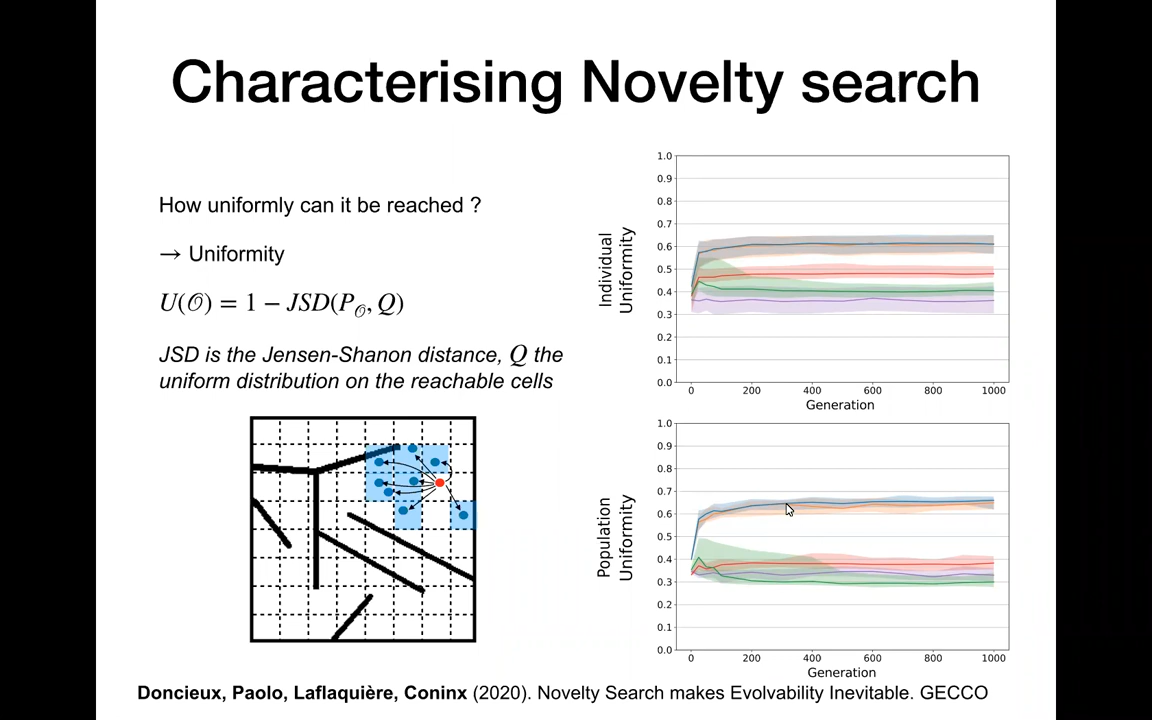 Characterising Novelty search
How uniformly can it be reached ?
→ Uniformity
U(𝒪) = 1 − JSD(P𝒪, Q)
JSD is the Jensen-Shanon distance, Q the
uniform distribution on the reachable cells
Individual
Uniformity
1.0
0.9
0.8
0.7
0.6
0.5
0.4
0.3
0.2
0.1
0.0
0 200 400 600 800 1000
Generation
Population
Uniformity
1.0
0.9
0.8
0.7
0.6
0.5
0.4
0.3
0.2
0.1
0.0
0 200 400 600 800 1000
Generation
Doncieux, Paolo, Laflaquière, Coninx (2020). Novelty Search makes Evolvability Inevitable. GECCO